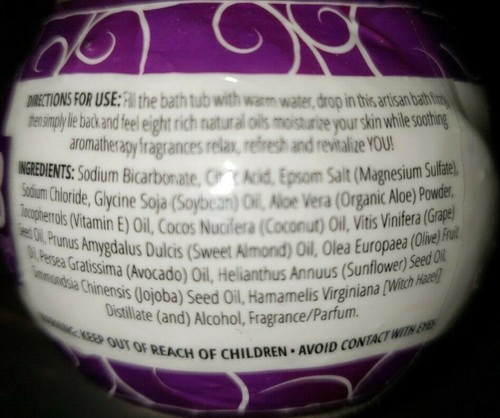 DIRECTIONS FOR USE: Fill the bath tub with warm water, drop in this artisan bath
then simply lie back and feel eight rich natural oils moisturize your skin while soothing
aromatherapy fragrances relax, refresh and revitalize YOU!
INGREDIENTS: Sodium Bicarbonate, Citric Acid, Epsom Salt (Magnesium Sulfate),
Sodium Chloride, Glycine Soja (Soybean) Oil, Aloe Vera (Organic Aloe) Powder,
Tocopherols (Vitamin E) Oil, Cocos Nucifera (Coconut) Oil, Vitis Vinifera (Grape)
Seed Oil, Prunus Amygdalus Dulcis (Sweet Almond) Oil, Olea Europaea (Olive) Fruit
Oil, Persea Gratissima (Avocado) Oil, Helianthus Annuus (Sunflower) Seed Oil,
Simmondsia Chinensis (Jojoba) Seed Oil, Hamamelis Virginiana [Witch Hazel]
Distillate (and) Alcohol, Fragrance/Parfum.
WARNING: KEEP OUT OF REACH OF CHILDREN • AVOID CONTACT WITH EYES